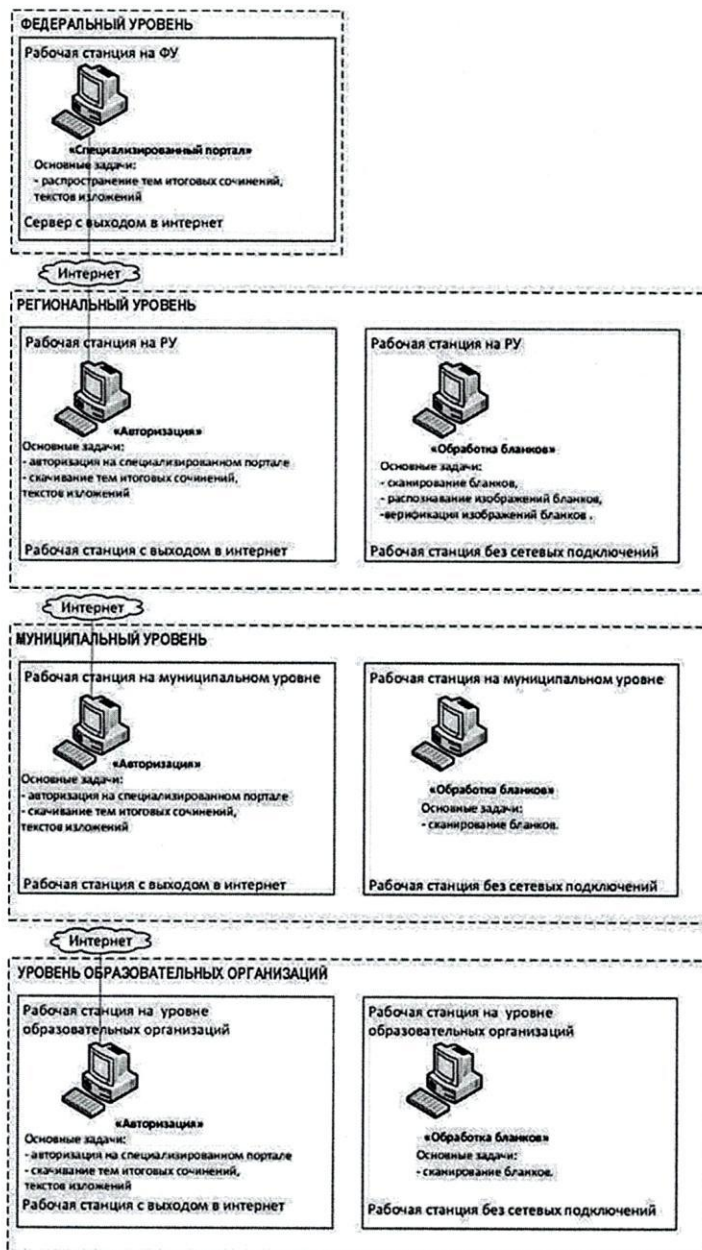 ФЕДЕРАЛЬНЫЙ УРОВЕНЬ
Рабочая станция на ФУ
«Специализированный портал»
Основные задачи:
- распространение тем итоговых сочинений,
текстов изложений
Сервер с выходом в интернет
Интернет
РЕГИОНАЛЬНЫЙ УРОВЕНЬ
Рабочая станция на РУ
«Авторизация»
Основные задачи:
- авторизация на специализированном портале
- скачивание тем итоговых сочинений,
текстов изложений
Рабочая станция с выходом в интернет
Рабочая станция на РУ
«Обработка бланков»
Основные задачи:
- сканирование бланков,
- распознавание изображений бланков,
-верификация изображений бланков .
Рабочая станция без сетевых подключений
Интернет
МУНИЦИПАЛЬНЫЙ УРОВЕНЬ
Рабочая станция на муниципальном уровне
«Авторизация»
Основные задачи:
- авторизация на специализированном портале
- скачивание тем итоговых сочинений,
текстов изложений
Рабочая станция с выходом в интернет
Рабочая станция на муниципальном уровне
«Обработка бланков»
Основные задачи:
- сканирование бланков.
Рабочая станция без сетевых подключений
Интернет
УРОВЕНЬ ОБРАЗОВАТЕЛЬНЫХ ОРГАНИЗАЦИЙ
Рабочая станция на уровне
образовательных организаций
«Авторизация»
Основные задачи:
- авторизация на специализированном портале
- скачивание тем итоговых сочинений,
текстов изложений
Рабочая станция с выходом в интернет
Рабочая станция на уровне
образовательных организаций
«Обработка бланков»
Основные задачи:
- сканирование бланков.
Рабочая станция без сетевых подключений